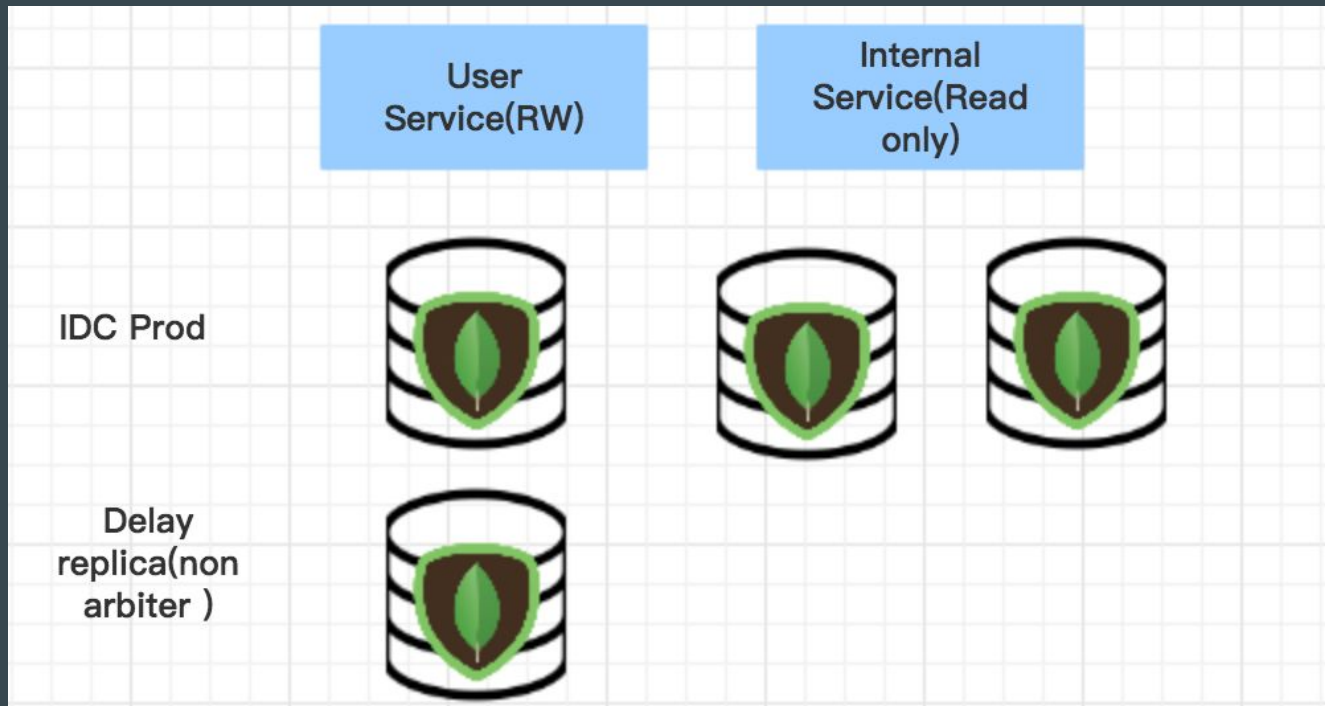 User
Service(RW)
Internal
Service(Read
only)
IDC Prod
Delay
replica(non
arbiter )